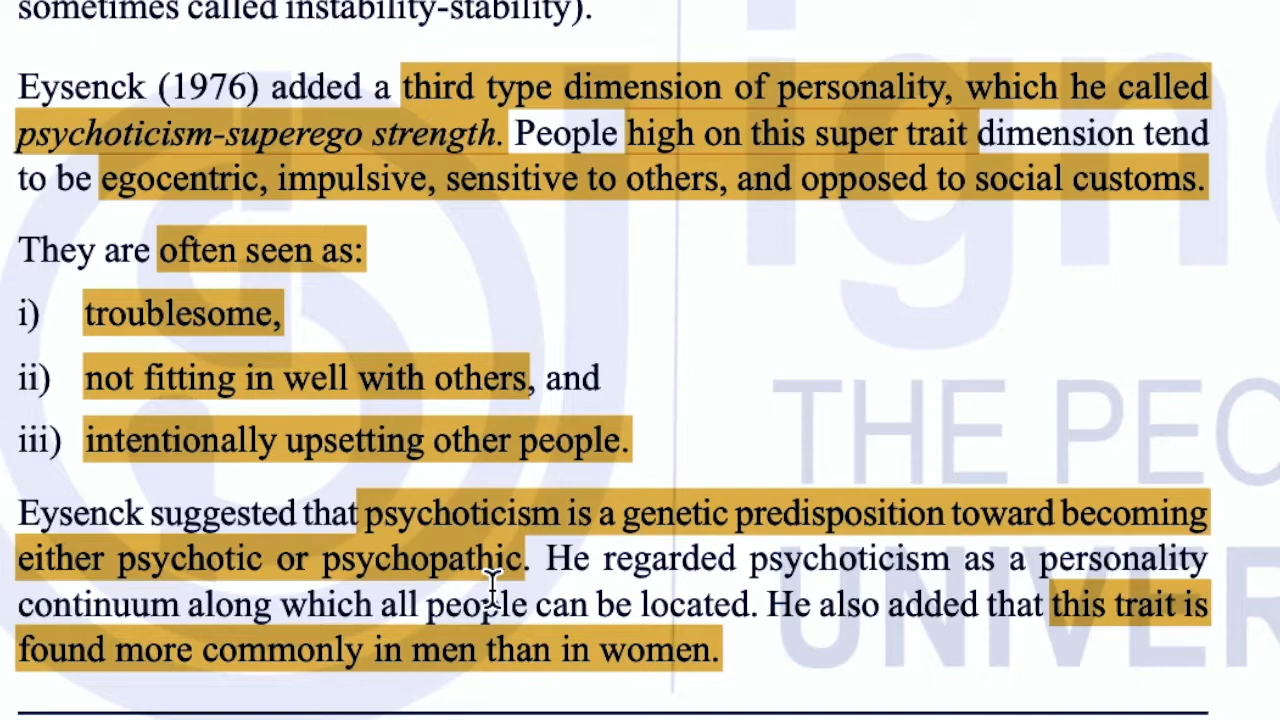 sometimes called instability-stability).
Eysenck (1976) added a third type dimension of personality, which he called
psychoticism-superego strength. People high on this super trait dimension tend
to be egocentric, impulsive, sensitive to others, and opposed to social customs.
They are often seen as:
i) troublesome,
ii) not fitting in well with others, and
iii) intentionally upsetting other people.
Eysenck suggested that psychoticism is a genetic predisposition toward becoming
either psychotic or psychopathic. He regarded psychoticism as a personality
continuum along which all people can be located. He also added that this trait is
found more commonly in men than in women.
ign
THE PEO
UNIVER